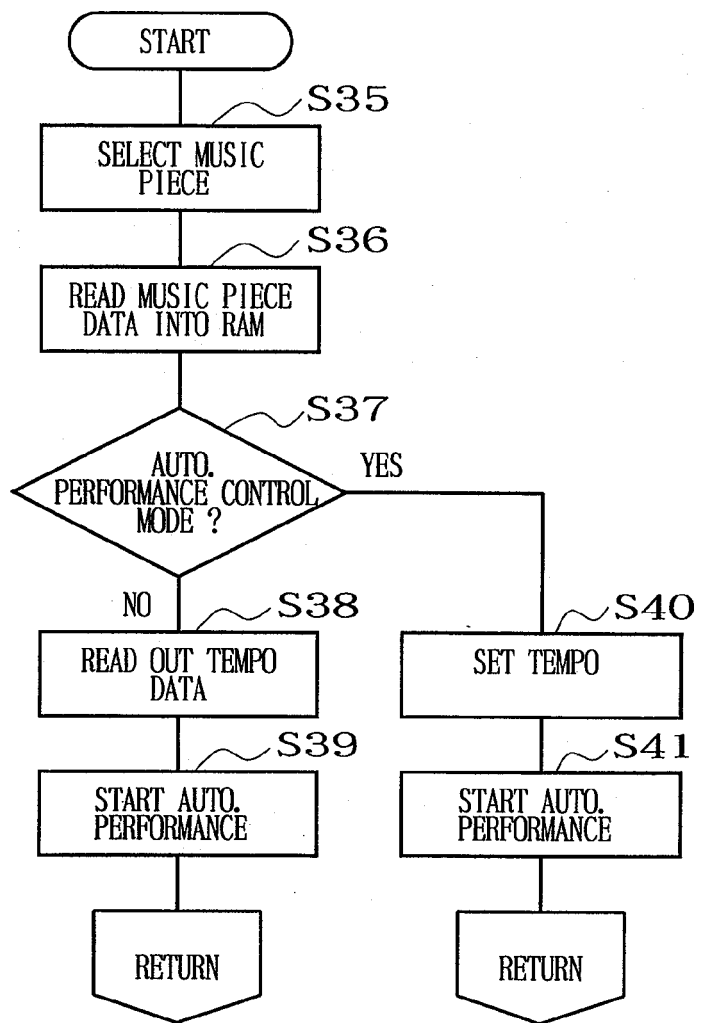 START
S35
SELECT MUSIC
PIECE
S36
READ MUSIC PIECE
DATA INTO RAM
S37
AUTO.
PERFORMANCE CONTROL
MODE ?
YES
NO
S38
READ OUT TEMPO
DATA
S40
SET TEMPO
S39
START AUTO.
PERFORMANCE
S41
START AUTO.
PERFORMANCE
RETURN
RETURN